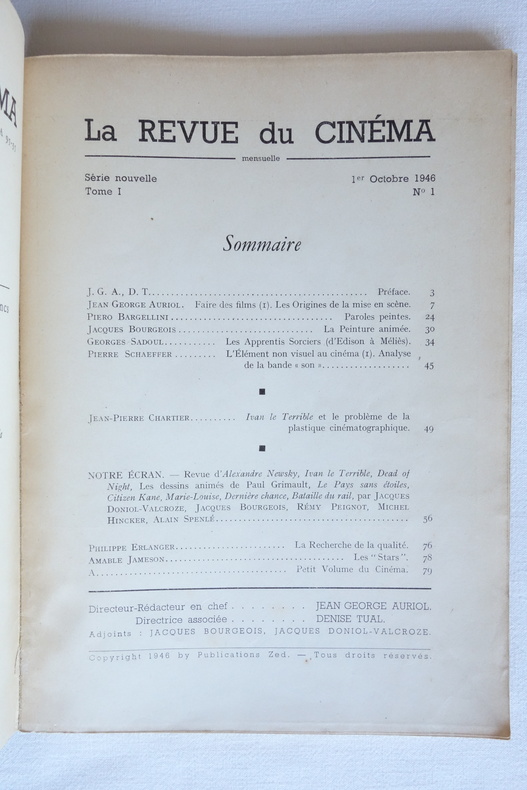 La REVUE du CINÉMA
mensuelle
Série nouvelle 1er Octobre 1946
Tome I No 1
Sommaire
J. G. A., D. T. Préface. 3
JEAN GEORGE AURIOL. Faire des films (1). Les Origines de la mise en scène. 7
PIERO BARGELLINI Paroles peintes. 24
JACQUES BOURGEOIS La Peinture animée. 30
GEORGES SADOUL Les Apprentis Sorciers (d'Edison à Méliès). 34
PIERRE SCHAEFFER L'Élément non visuel au cinéma (1). Analyse
de la bande « son » 45
JEAN-PIERRE CHARTIER Ivan le Terrible et le problème de la
plastique cinématographique. 49
NOTRE ÉCRAN. — Revue d'Alexandre Newsky, Ivan le Terrible, Dead of
Night, Les dessins animés de Paul Grimault, Le Pays sans étoiles,
Citizen Kane, Marie-Louise, Dernière chance, Bataille du rail, par JACQUES
DONIOL-VALCROZE, JACQUES BOURGEOIS, RÉMY PEIGNOT, MICHEL
HINCKER, ALAIN SPENLÉ 56
PHILIPPE ERLANGER La Recherche de la qualité. 76
AMABLE JAMESON Les "Stars". 78
A. Petit Volume du Cinéma. 79
Directeur-Rédacteur en chef JEAN GEORGE AURIOL.
Directrice associée DENISE TUAL.
Adjoints : JACQUES BOURGEOIS, JACQUES DONIOL-VALCROZE.
Copyright 1946 by Publications Zed. — Tous droits réservés.